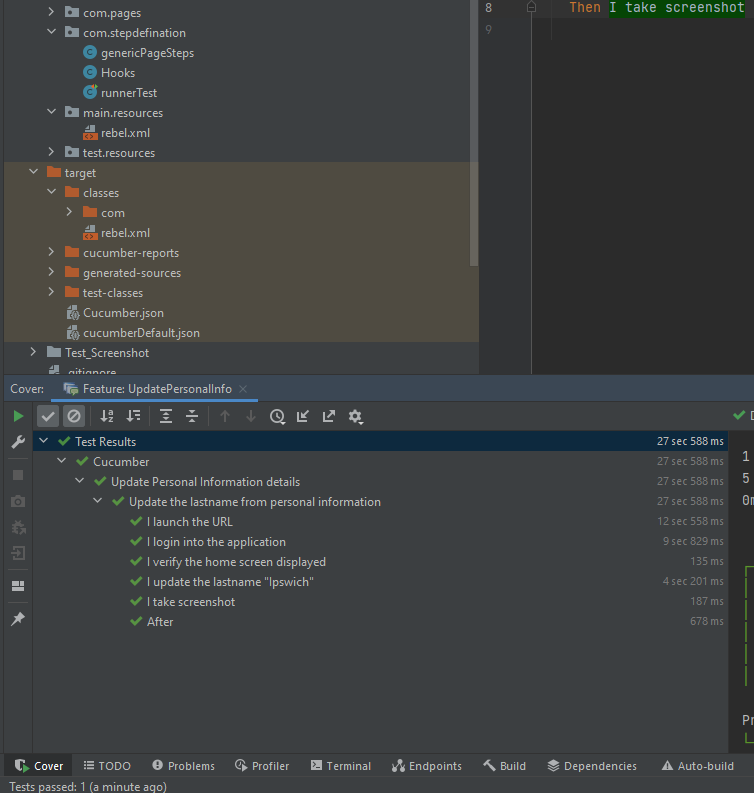 com.pages
8 Then I take screenshot
com.stepdefination
9
genericPageSteps
Hooks
runnerTest
main.resources
rebel.xml
test.resources
target
classes
com
rebel.xml
cucumber-reports
generated-sources
test-classes
Cucumber.json
cucumberDefault.json
Test_Screenshot
.gitignore
Cover: Feature: UpdatePersonalInfo
Test Results 27 sec 588 ms
Cucumber 27 sec 588 ms
Update Personal Information details 27 sec 588 ms
Update the lastname from personal information 27 sec 588 ms
I launch the URL 12 sec 558 ms
I login into the application 9 sec 829 ms
I verify the home screen displayed 135 ms
I update the lastname "Ipswich" 4 sec 201 ms
I take screenshot 187 ms
After 678 ms
1
5
0m
Pr
Cover TODO Problems Profiler Terminal Endpoints Build Dependencies Auto-build
Tests passed: 1 (a minute ago)